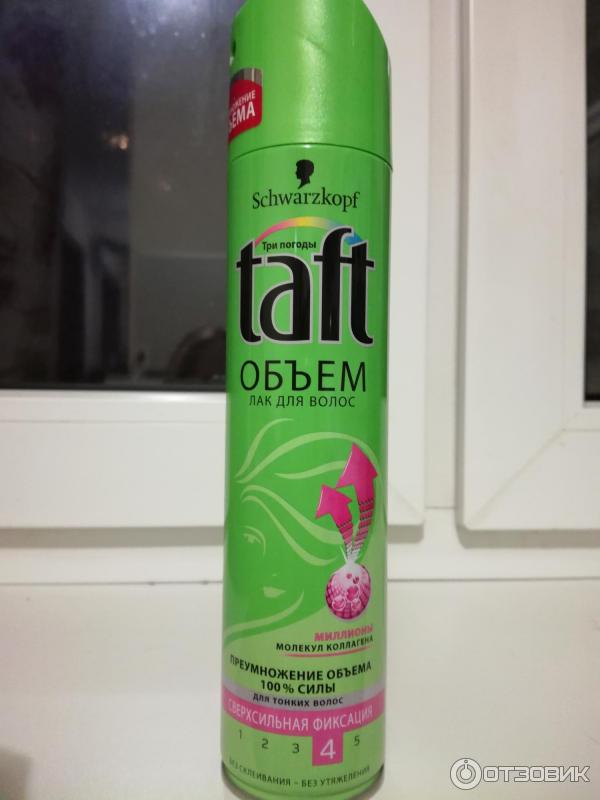 ЕМА
Schwarzkopf
Три погоды
taft
ОБЪЕМ
ЛАК ДЛЯ ВОЛОС
МИЛЛИОНЫ
МОЛЕКУЛ КОЛЛАГЕНА
ПРЕУМНОЖЕНИЕ ОБЪЕМА
100% СИЛЫ
для тонких волос
СВЕРХСИЛЬНАЯ ФИКСАЦИЯ
1 2 3 4 5
БЕЗ СКЛЕИВАНИЯ – БЕЗ УТЯЖЕЛЕНИЯ
ОТЗОВИК